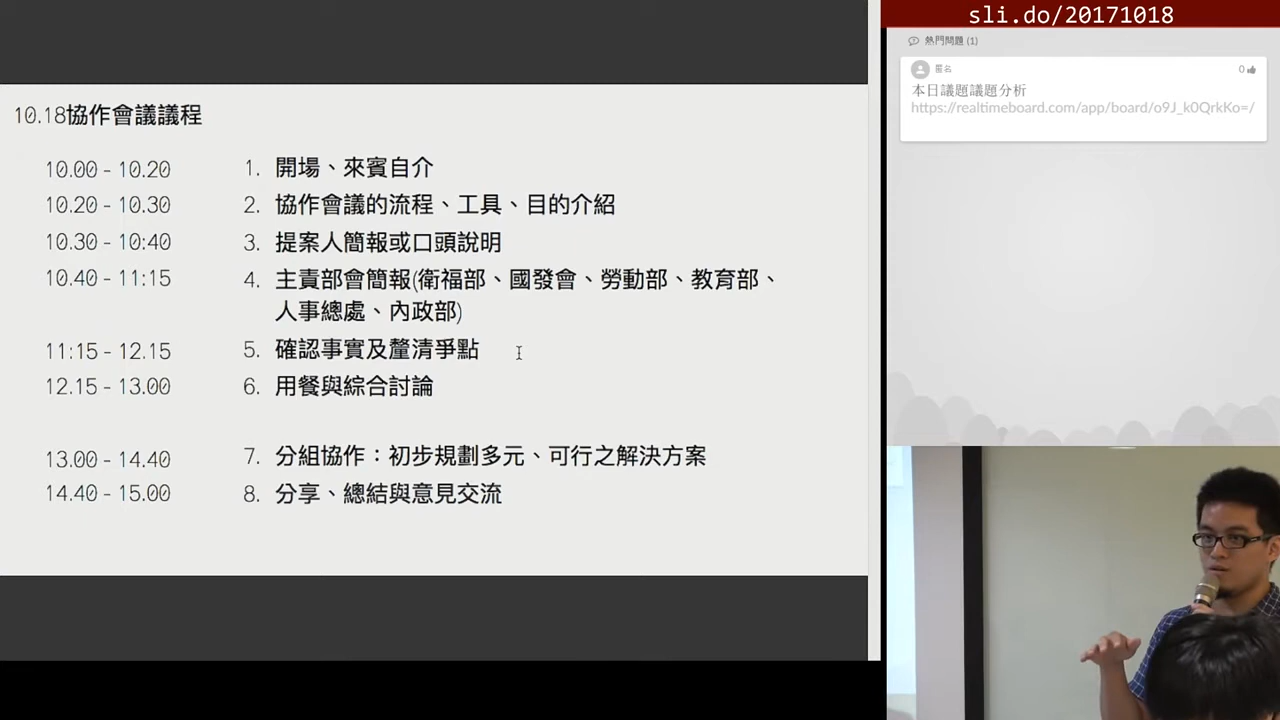 10.18協作會議議程
10.00 - 10.20 1. 開場、來賓自介
10.20 - 10.30 2. 協作會議的流程、工具、目的介紹
10.30 - 10:40 3. 提案人簡報或口頭說明
10.40 - 11:15 4. 主責部會簡報(衛福部、國發會、勞動部、教育部、
人事總處、內政部)
11:15 - 12.15 5. 確認事實及釐清爭點
12.15 - 13.00 6. 用餐與綜合討論
13.00 - 14.40 7. 分組協作：初步規劃多元、可行之解決方案
14.40 - 15.00 8. 分享、總結與意見交流
sli.do/20171018
熱門問題 (1)
匿名 0
本日議題議題分析
https://realtimeboard.com/app/board/o9J_k0QrkKo=/